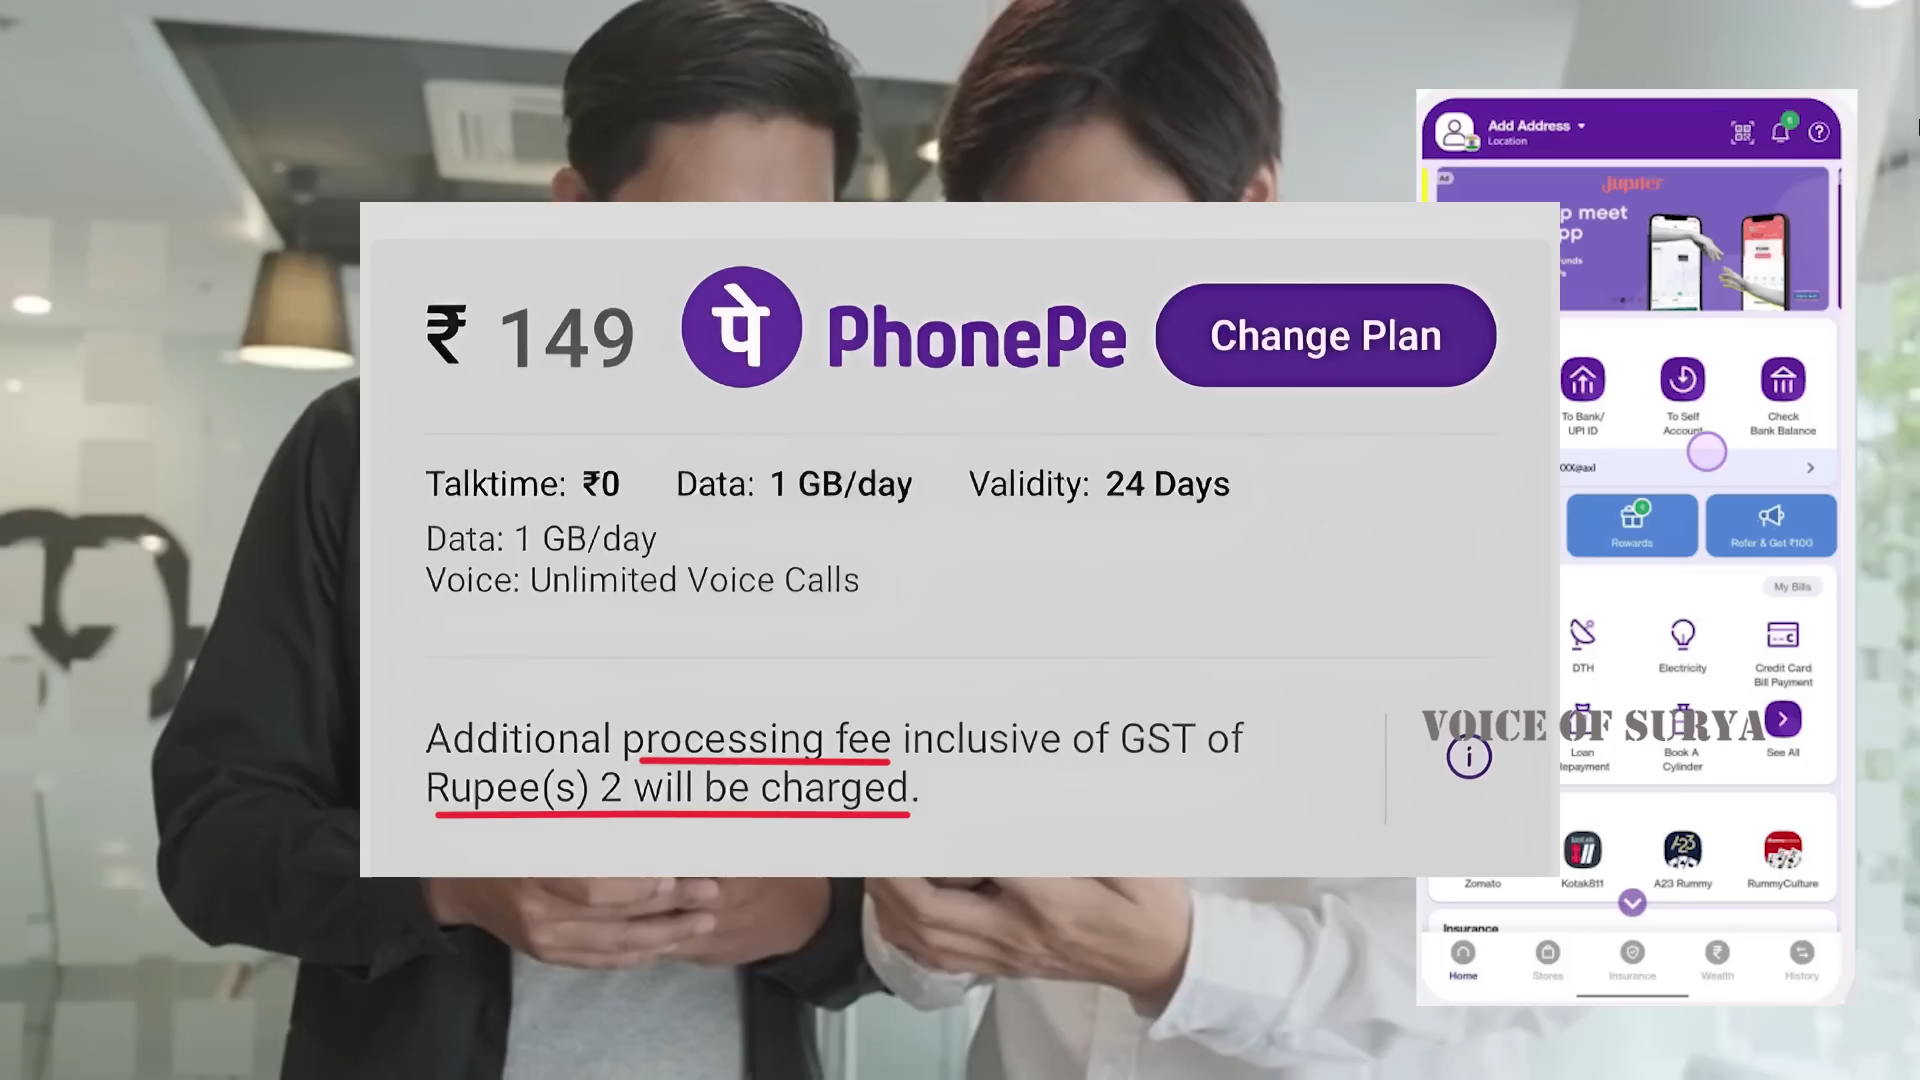 ₹ 149
पे PhonePe
Change Plan
Talktime: ₹0 Data: 1 GB/day Validity: 24 Days
Data: 1 GB/day
Voice: Unlimited Voice Calls
Additional processing fee inclusive of GST of
Rupee(s) 2 will be charged.
i
VOICE OF SURYA
Add Address
Location
?
Ad
Jupiter
p meet
pp
To Bank/
UPI ID
To Self
Account
Check
Bank Balance
XX@axl
Rewards
Refer & Get ₹100
My Bills
DTH
Electricity
Credit Card
Bill Payment
Loan
Repayment
Book A
Cylinder
See All
Zomato
Kotak811
A23
A23 Rummy
RummyCulture
Insurance
Home
Stores
Insurance
Wealth
History